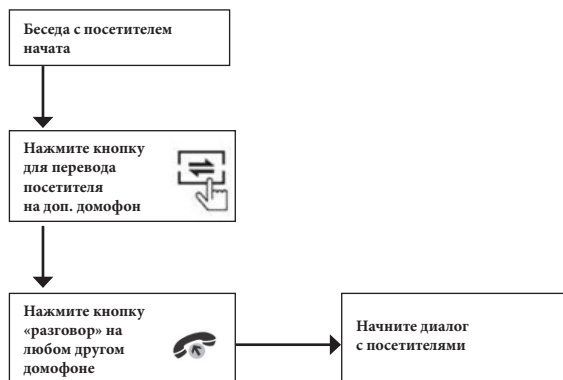 Беседа с посетителем
начата
Нажмите кнопку
для перевода
посетителя
на доп. домофон
Нажмите кнопку
«разговор» на
любом другом
домофоне
Начните диалог
с посетителями